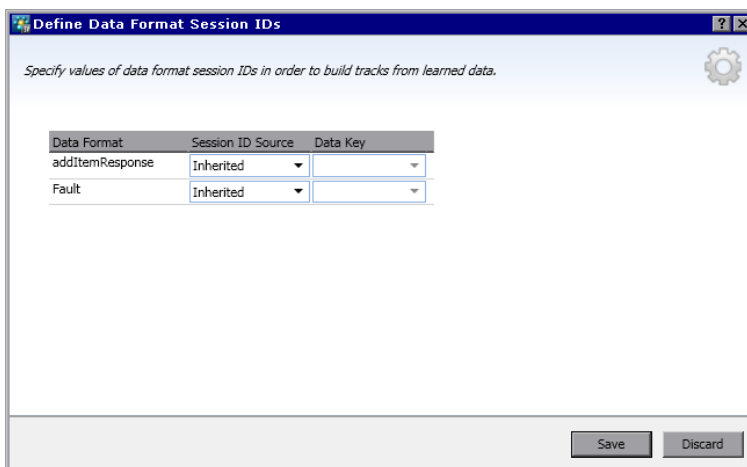 Define Data Format Session IDs
Specify values of data format session IDs in order to build tracks from learned data.
Data Format Session ID Source Data Key
addItemResponse Inherited
Fault Inherited
Save Discard